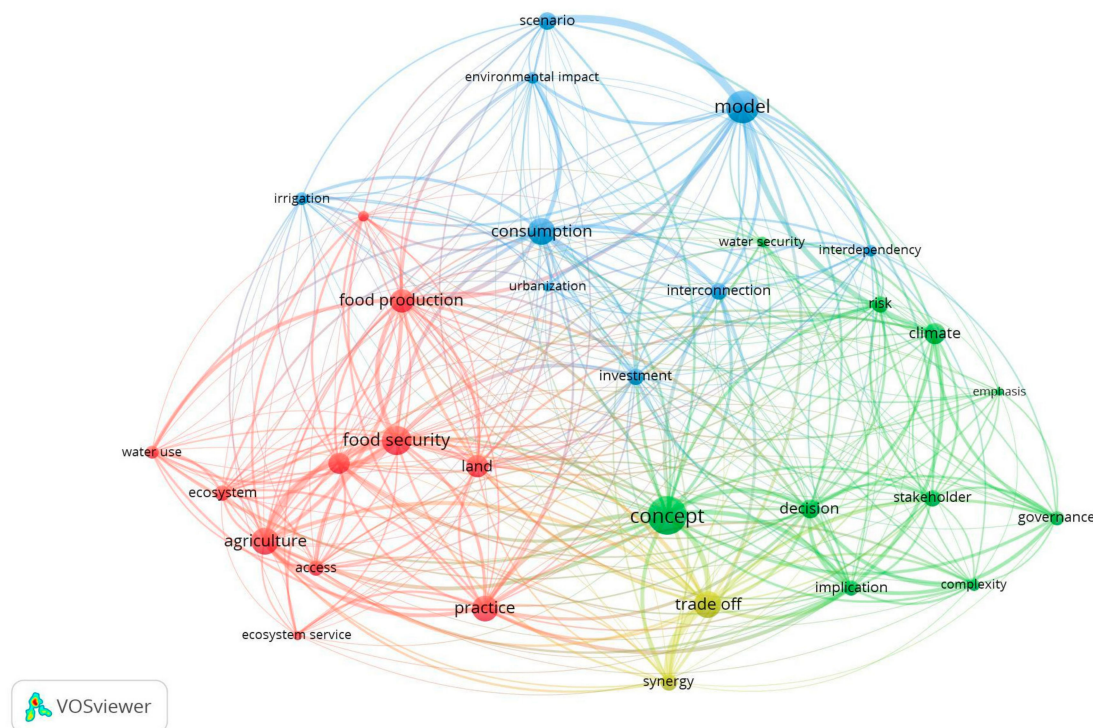 scenario
environmental impact
model
irrigation
consumption
water security
interdependency
urbanization
interconnection
food production
risk
climate
investment
emphasis
food security
water use
land
ecosystem
stakeholder
concept
decision
governance
agriculture
access
implication
complexity
practice
trade off
ecosystem service
synergy
VOSviewer